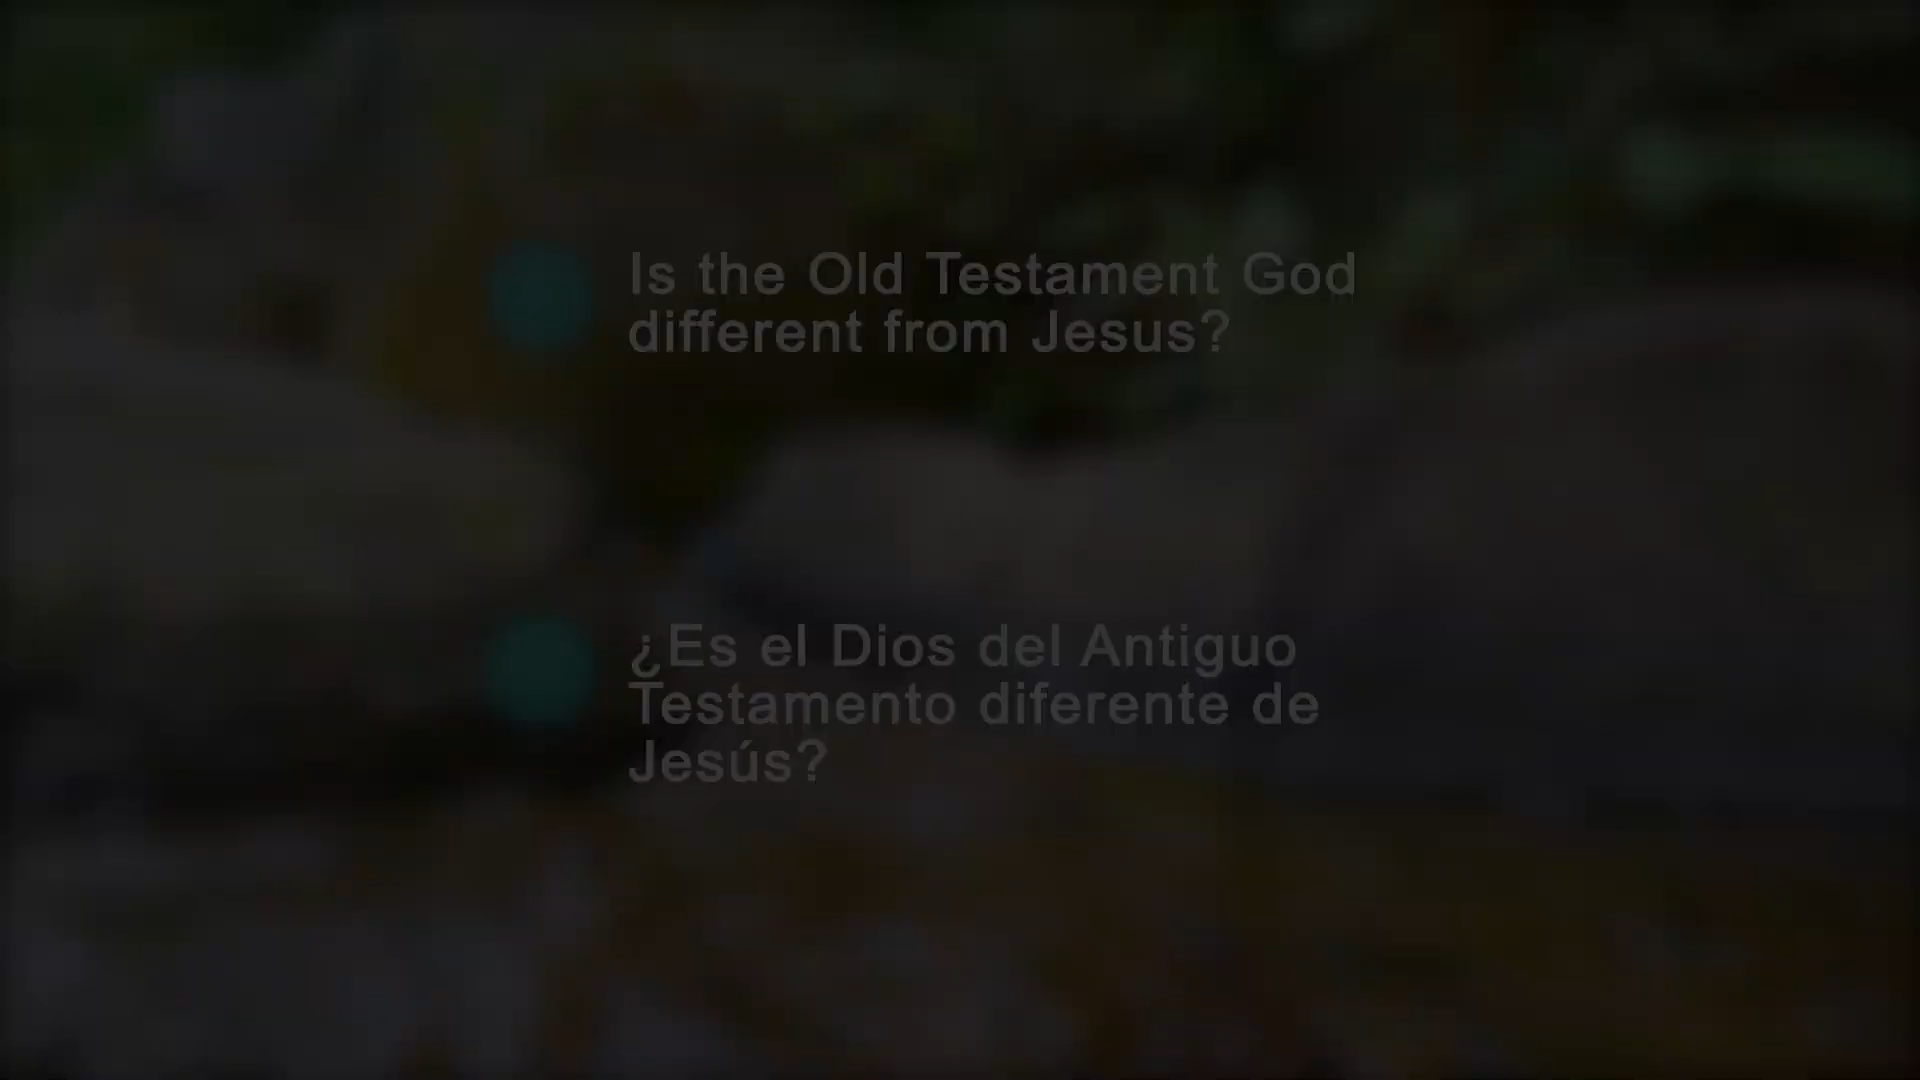 Is the Old Testament God
different from Jesus?
¿Es el Dios del Antiguo
Testamento diferente de
Jesús?